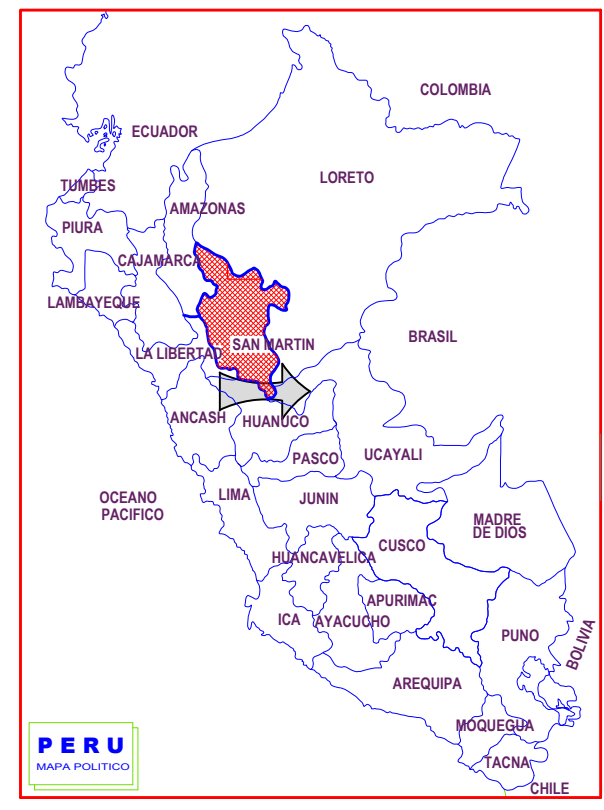 COLOMBIA
ECUADOR
LORETO
TUMBES
AMAZONAS
PIURA
CAJAMARCA
LAMBAYEQUE
BRASIL
SAN MARTIN
LA LIBERTAD
ANCASH
HUANUCO
UCAYALI
PASCO
OCEANO
PACIFICO
LIMA
JUNIN
MADRE
DE DIOS
CUSCO
HUANCAVELICA
APURIMAC
ICA
AYACUCHO
PUNO
BOLIVIA
AREQUIPA
MOQUEGUA
TACNA
CHILE
PERU
MAPA POLITICO